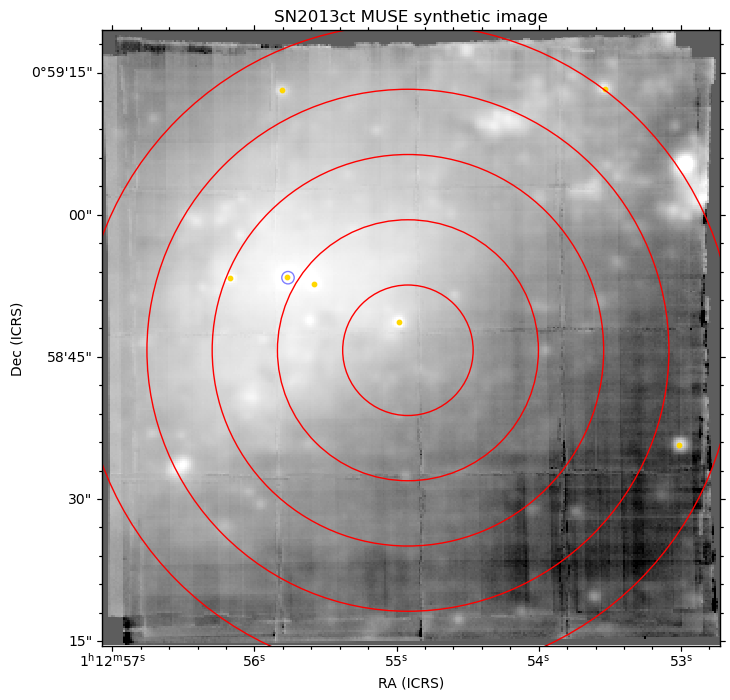 SN2013ct MUSE synthetic image
0°59'15"
00"
58'45"
30"
15"
Dec (ICRS)
1ʰ12ᵐ57ˢ
56ˢ
55ˢ
54ˢ
53ˢ
RA (ICRS)